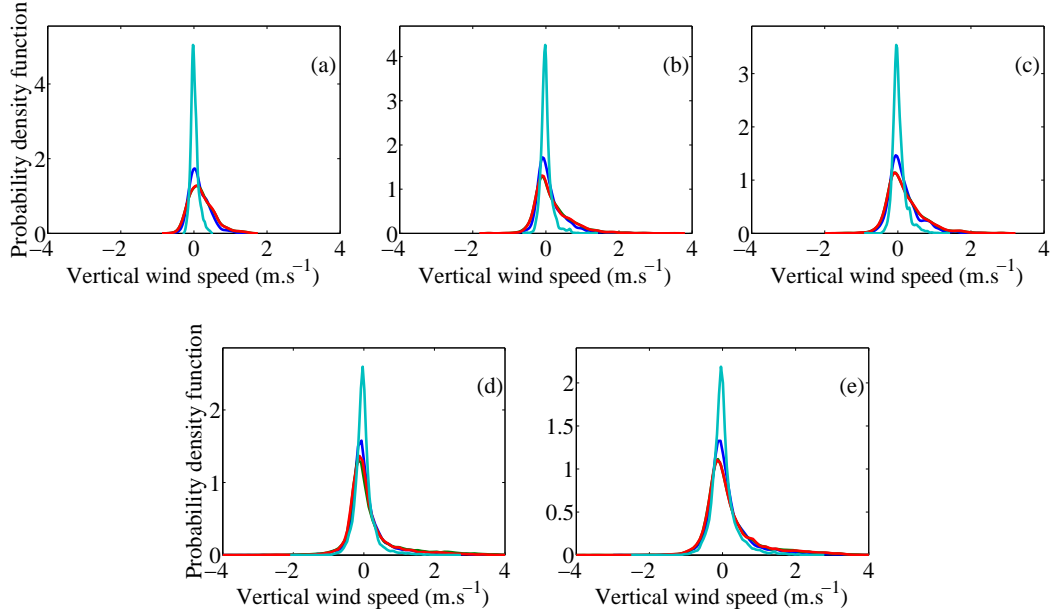 Probability density function
4
2
0
(a)
−4 −2 0 2 4
Vertical wind speed (m.s−1)
4
3
2
1
0
(b)
−4 −2 0 2 4
Vertical wind speed (m.s−1)
3
2
1
0
(c)
−4 −2 0 2 4
Vertical wind speed (m.s−1)
Probability density function
2
1
0
(d)
−4 −2 0 2 4
Vertical wind speed (m.s−1)
2
1.5
1
0.5
0
(e)
−4 −2 0 2 4
Vertical wind speed (m.s−1)